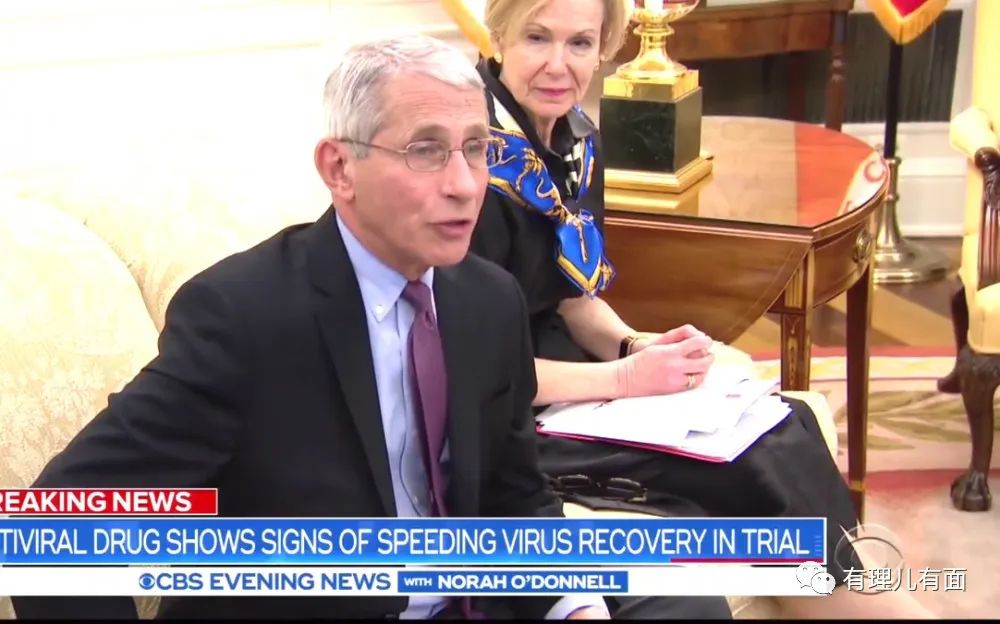 REAKING NEWS
TIVIRAL DRUG SHOWS SIGNS OF SPEEDING VIRUS RECOVERY IN TRIAL
CBS EVENING NEWS WITH NORAH O'DONNELL
有理儿有面